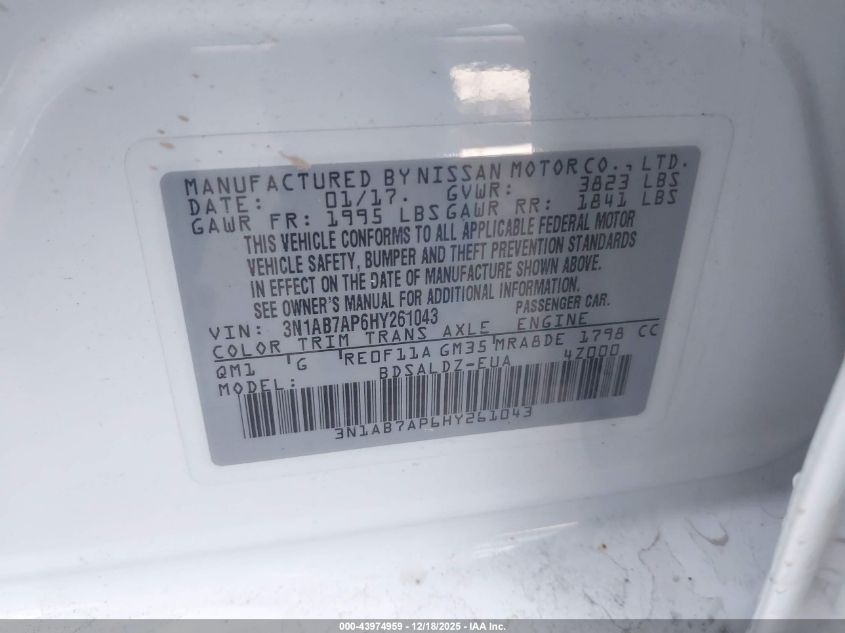 MANUFACTURED BY NISSAN MOTOR CO., LTD.
DATE: 01/17. GVWR: 3823 LBS
GAWR FR: 1995 LBS GAWR RR: 1841 LBS
THIS VEHICLE CONFORMS TO ALL APPLICABLE FEDERAL MOTOR
VEHICLE SAFETY, BUMPER AND THEFT PREVENTION STANDARDS
IN EFFECT ON THE DATE OF MANUFACTURE SHOWN ABOVE.
SEE OWNER'S MANUAL FOR ADDITIONAL INFORMATION.
VIN: 3N1AB7AP6HY261043 PASSENGER CAR.
COLOR TRIM TRANS AXLE ENGINE
QM1 G RE0F11A GM35 MRA8DE 1798 CC
MODEL: BDSALDZ-EUA 4Z000
3N1AB7AP6HY261043
000-43974959 - 12/18/2025 - IAA Inc.